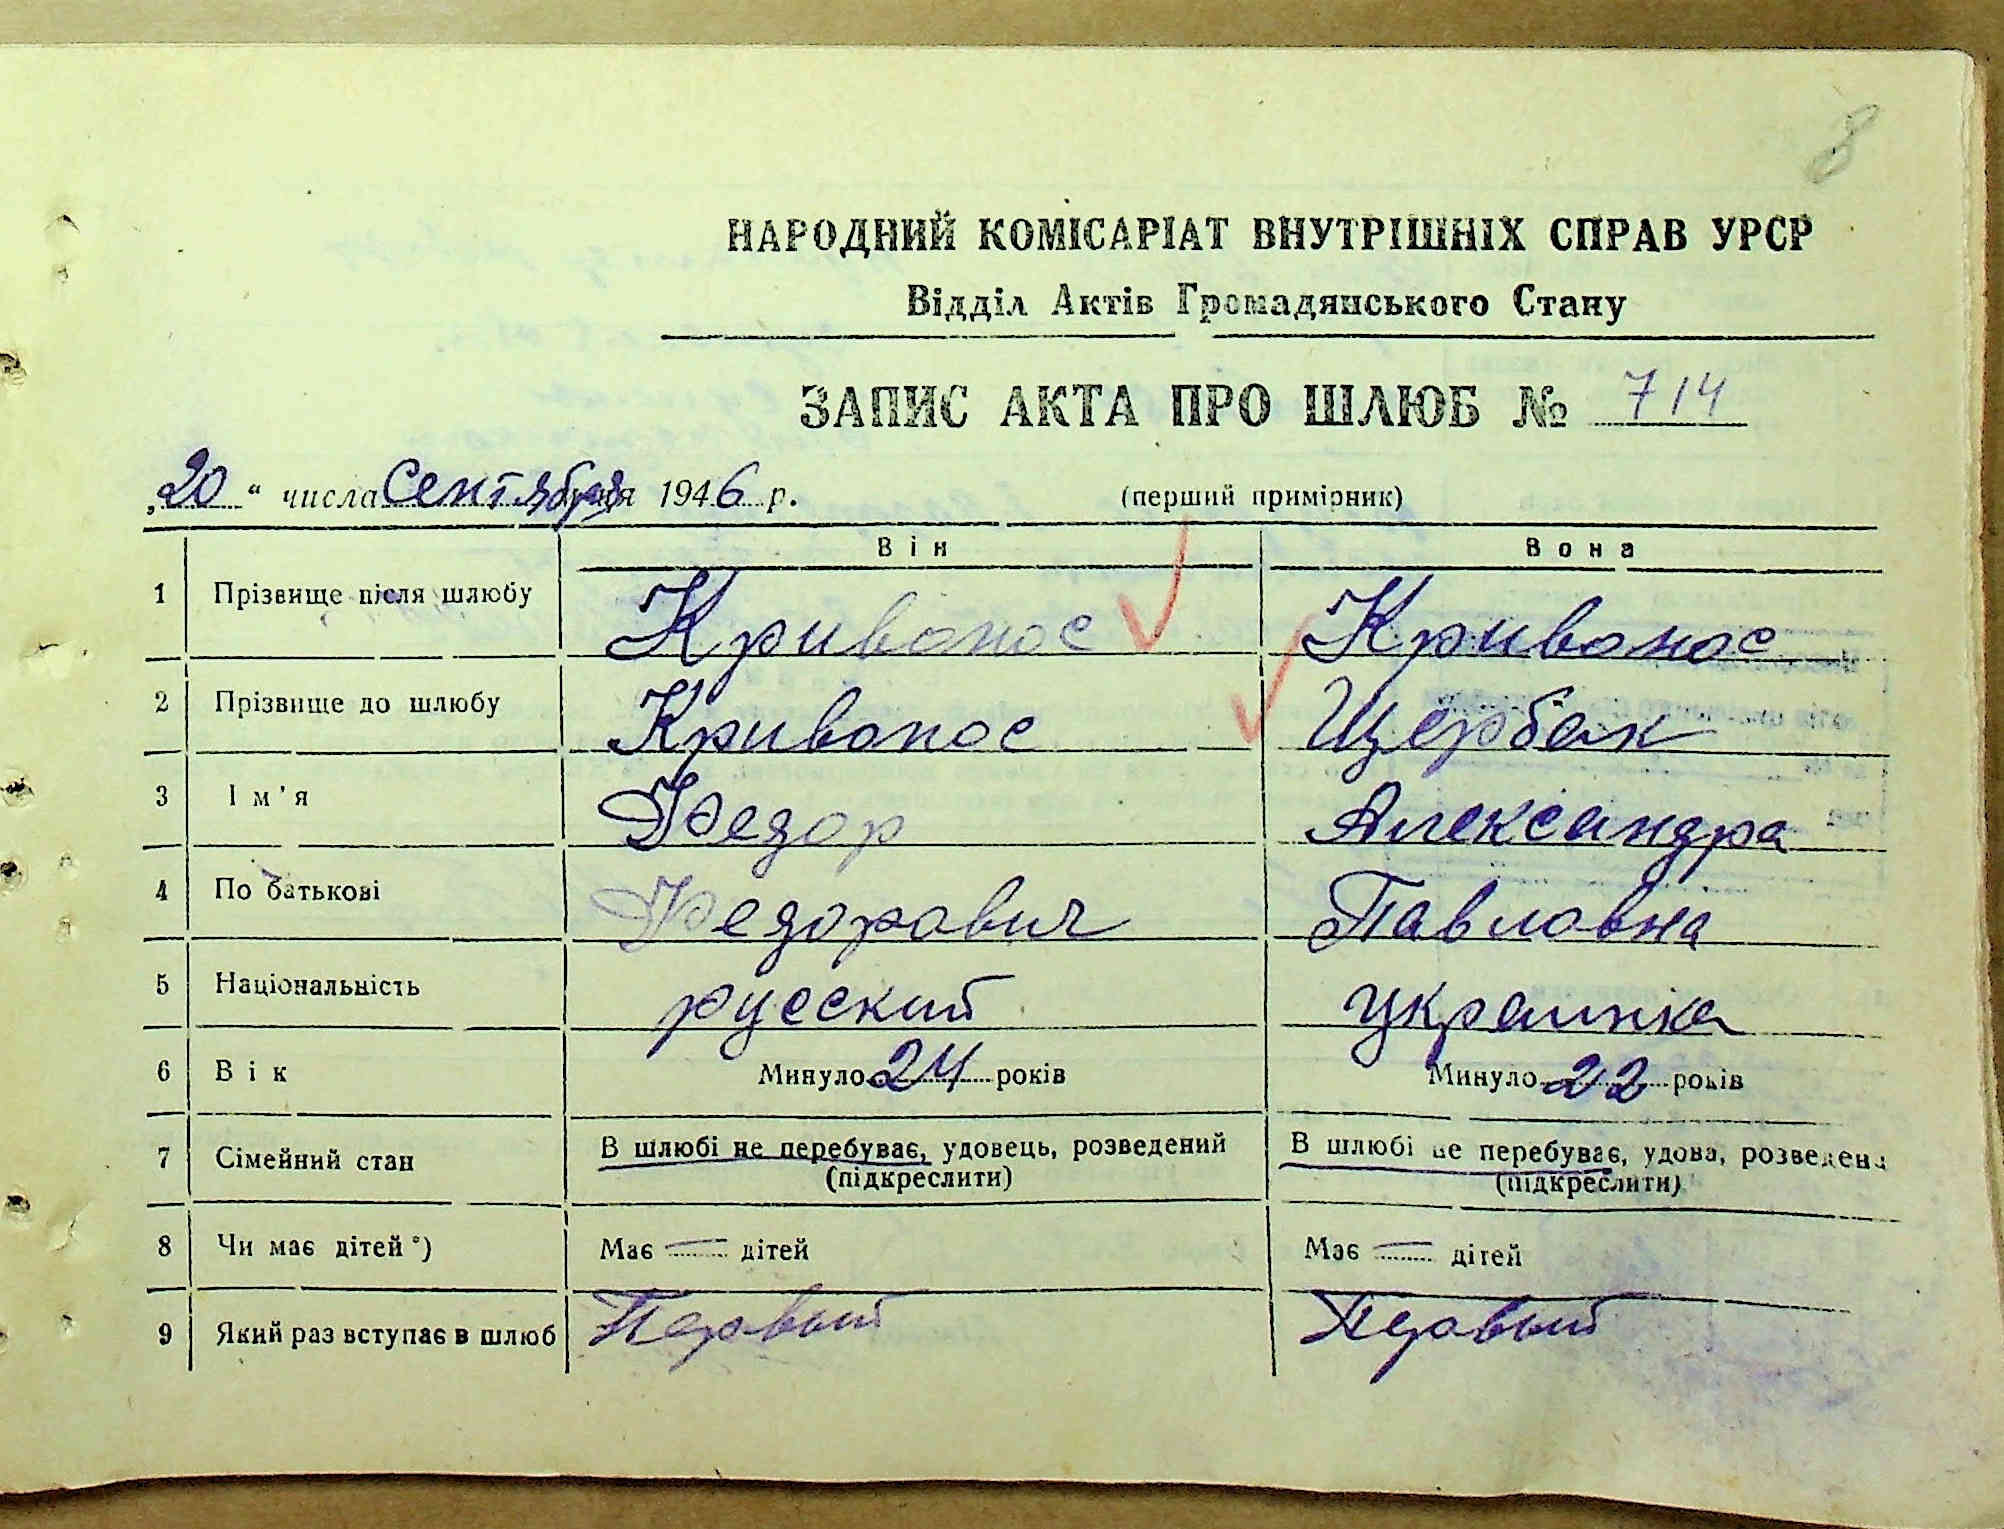 8
НАРОДНИЙ КОМІСАРІАТ ВНУТРІШНІХ СПРАВ УРСР
Відділ Актів Громадянського Стану
ЗАПИС АКТА ПРО ШЛЮБ № 714
„20“ числа Сентября 1946 р. (перший примірник)
Він Вона
1 Прізвище після шлюбу Кривонос Кривонос
2 Прізвище до шлюбу Кривонос Щербак
3 Ім'я Федор Александра
4 По батькові Федорович Павловна
5 Національність русский украинка
6 Вік Минуло 24 років Минуло 22 років
7 Сімейний стан В шлюбі не перебуває, удовець, розведений В шлюбі не перебуває, удова, розведена
(підкреслити) (підкреслити)
8 Чи має дітей*) Має — дітей Має — дітей
9 Який раз вступає в шлюб Первый Первый